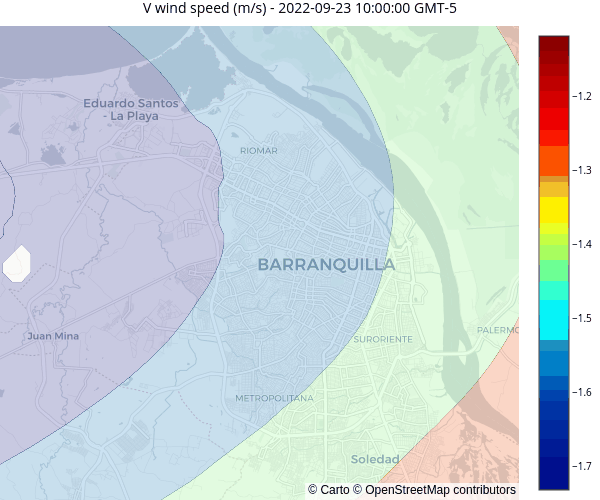 V wind speed (m/s) - 2022-09-23 10:00:00 GMT-5
Eduardo Santos
- La Playa
RIOMAR
BARRANQUILLA
Juan Mina
SURORIENTE
PALERMO
METROPOLITANA
Soledad
© Carto © OpenStreetMap contributors
−1.2
−1.3
−1.4
−1.5
−1.6
−1.7